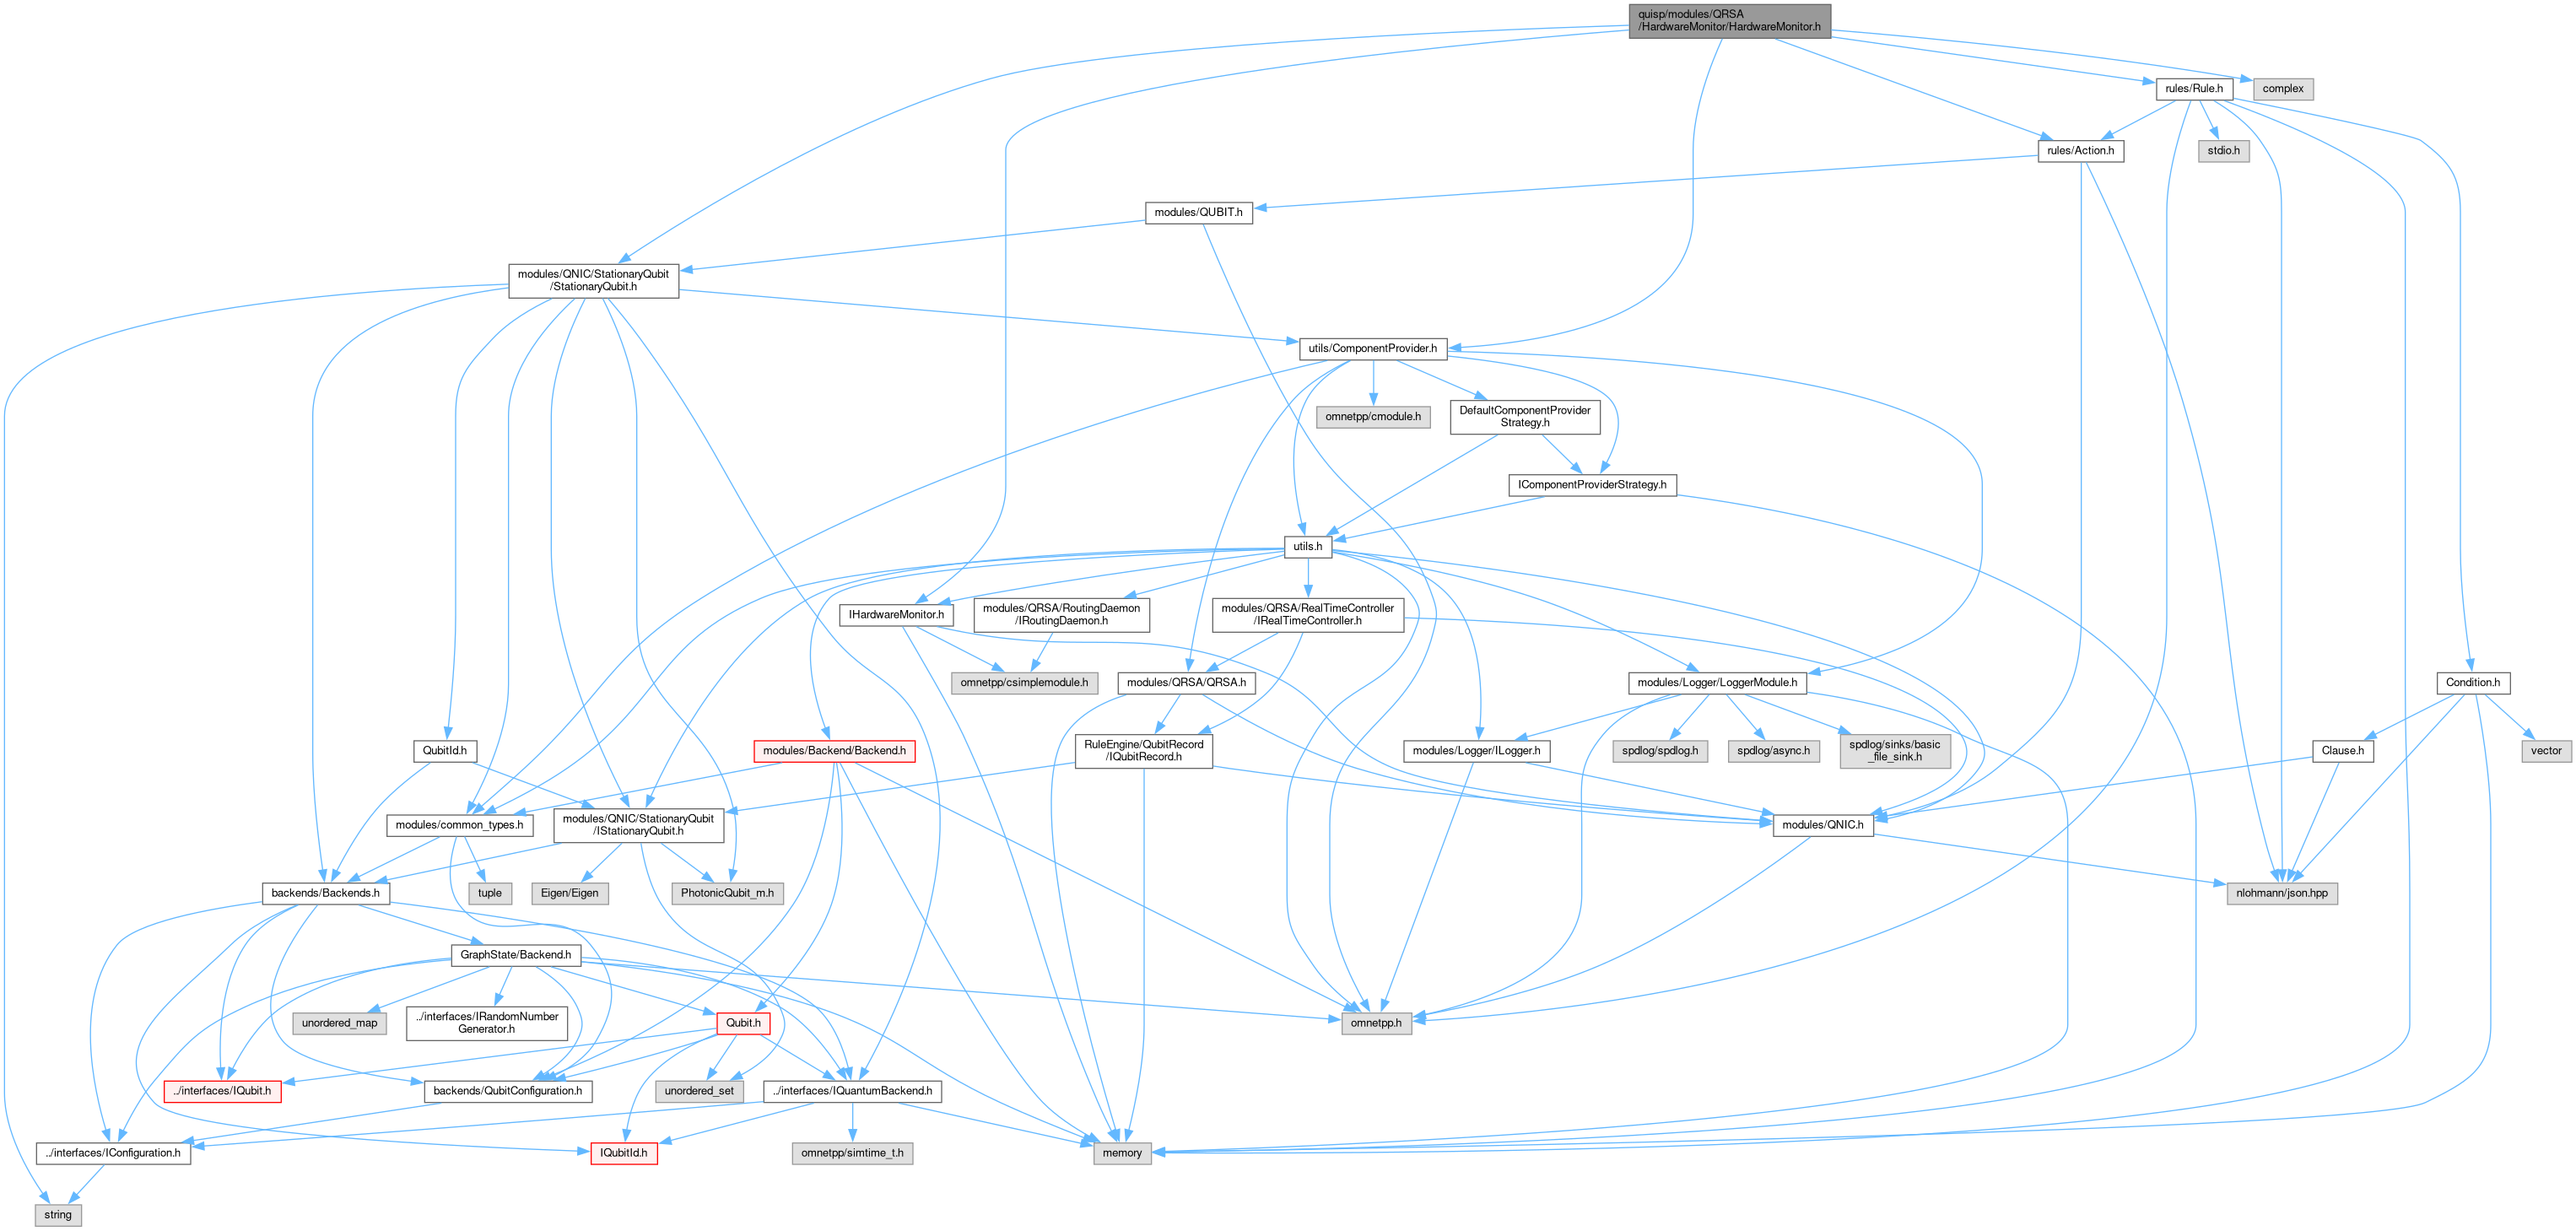 quisp/modules/QRSA
/HardwareMonitor/HardwareMonitor.h
complex
rules/Rule.h
stdio.h
rules/Action.h
modules/QUBIT.h
modules/QNIC/StationaryQubit
/StationaryQubit.h
utils/ComponentProvider.h
omnetpp/cmodule.h
DefaultComponentProvider
Strategy.h
IComponentProviderStrategy.h
utils.h
IHardwareMonitor.h
modules/QRSA/RoutingDaemon
/IRoutingDaemon.h
modules/QRSA/RealTimeController
/IRealTimeController.h
omnetpp/csimplemodule.h
modules/QRSA/QRSA.h
modules/Logger/LoggerModule.h
Condition.h
QubitId.h
modules/Backend/Backend.h
RuleEngine/QubitRecord
/IQubitRecord.h
modules/Logger/ILogger.h
spdlog/spdlog.h
spdlog/async.h
spdlog/sinks/basic
_file_sink.h
Clause.h
vector
modules/common_types.h
modules/QNIC/StationaryQubit
/IStationaryQubit.h
modules/QNIC.h
backends/Backends.h
tuple
Eigen/Eigen
PhotonicQubit_m.h
nlohmann/json.hpp
GraphState/Backend.h
unordered_map
../interfaces/IRandomNumber
Generator.h
Qubit.h
omnetpp.h
../interfaces/IQubit.h
backends/QubitConfiguration.h
unordered_set
../interfaces/IQuantumBackend.h
../interfaces/IConfiguration.h
IQubitId.h
omnetpp/simtime_t.h
memory
string